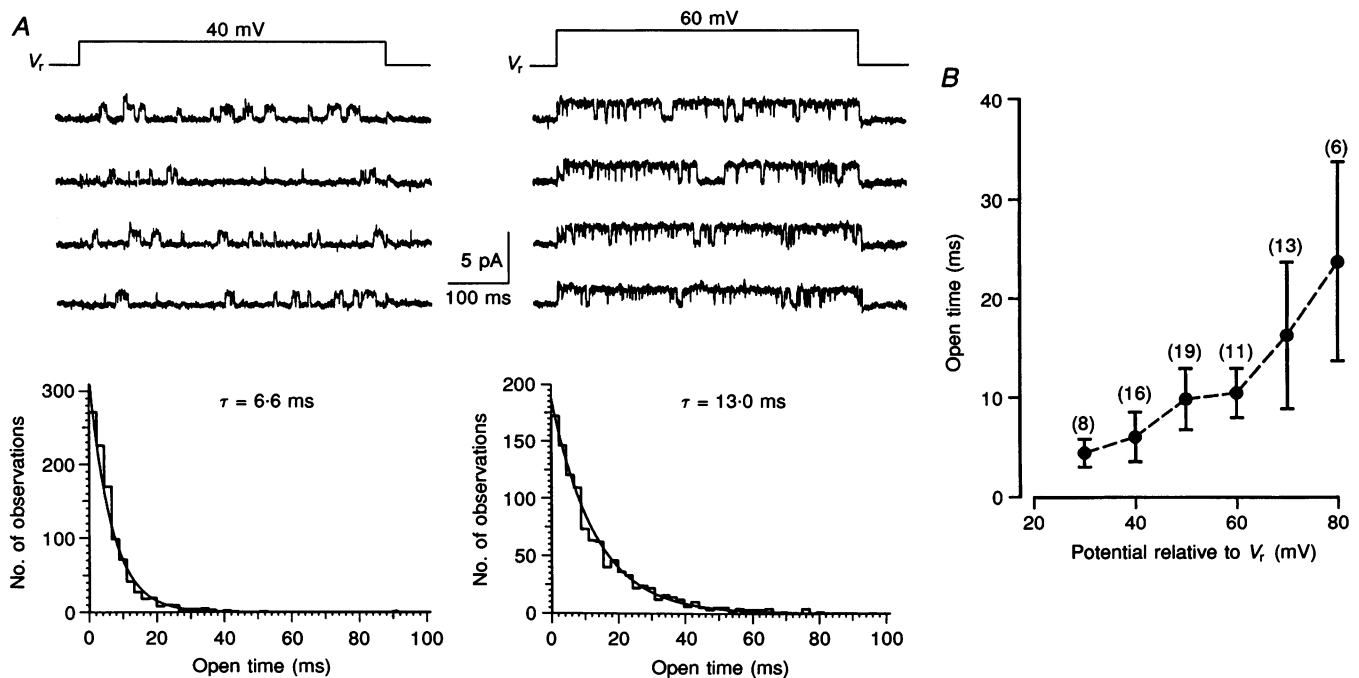 A
40 mV
Vr
60 mV
Vr
5 pA
100 ms
τ = 6·6 ms
No. of observations
300
200
100
0
0 20 40 60 80 100
Open time (ms)
τ = 13·0 ms
No. of observations
200
150
100
50
0
0 20 40 60 80 100
Open time (ms)
B
Open time (ms)
40
30
20
10
0
(8)
(16)
(19)
(11)
(13)
(6)
20 40 60 80
Potential relative to Vr (mV)